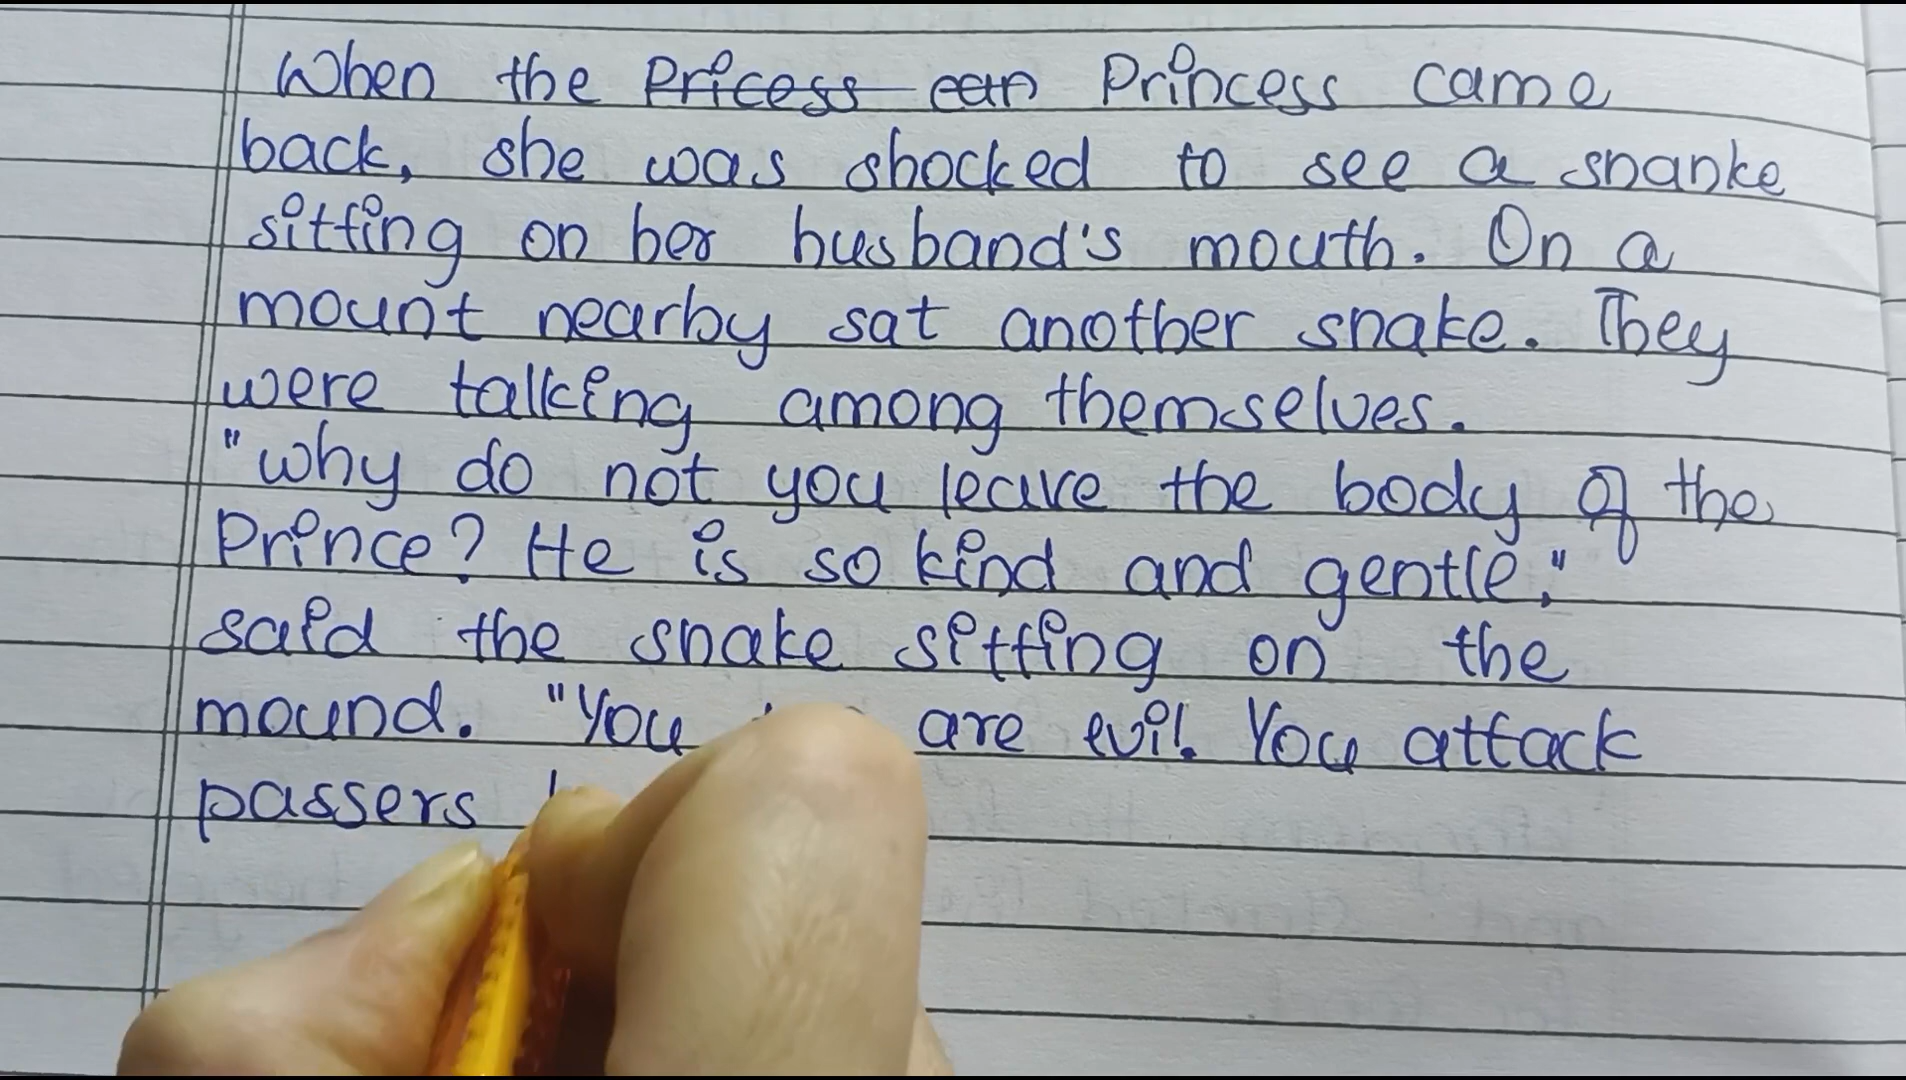 When the Pricess can Princess came
back, she was shocked to see a snanke
sitting on her husband's mouth. On a
mount nearby sat another snake. They
were talking among themselves.
"why do not you leave the body of the
Prince? He is so kind and gentle,"
said the snake sitting on the
mound. "You are evil. You attack
passers